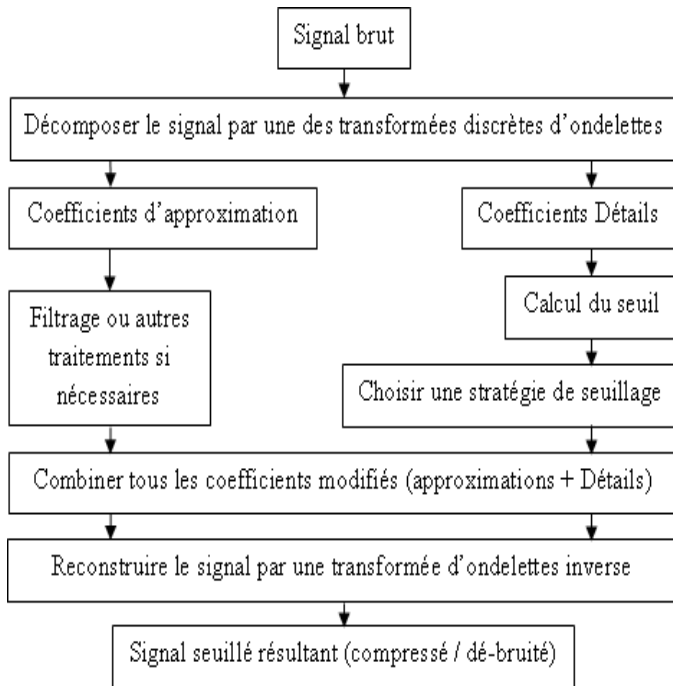 Signal brut
Décomposer le signal par une des transformées discrètes d'ondelettes
Coefficients d'approximation
Coefficients Détails
Filtrage ou autres
traitements si
nécessaires
Calcul du seuil
Choisir une stratégie de seuillage
Combiner tous les coefficients modifiés (approximations + Détails)
Reconstruire le signal par une transformée d'ondelettes inverse
Signal seuillé résultant (compressé / dé-bruité)